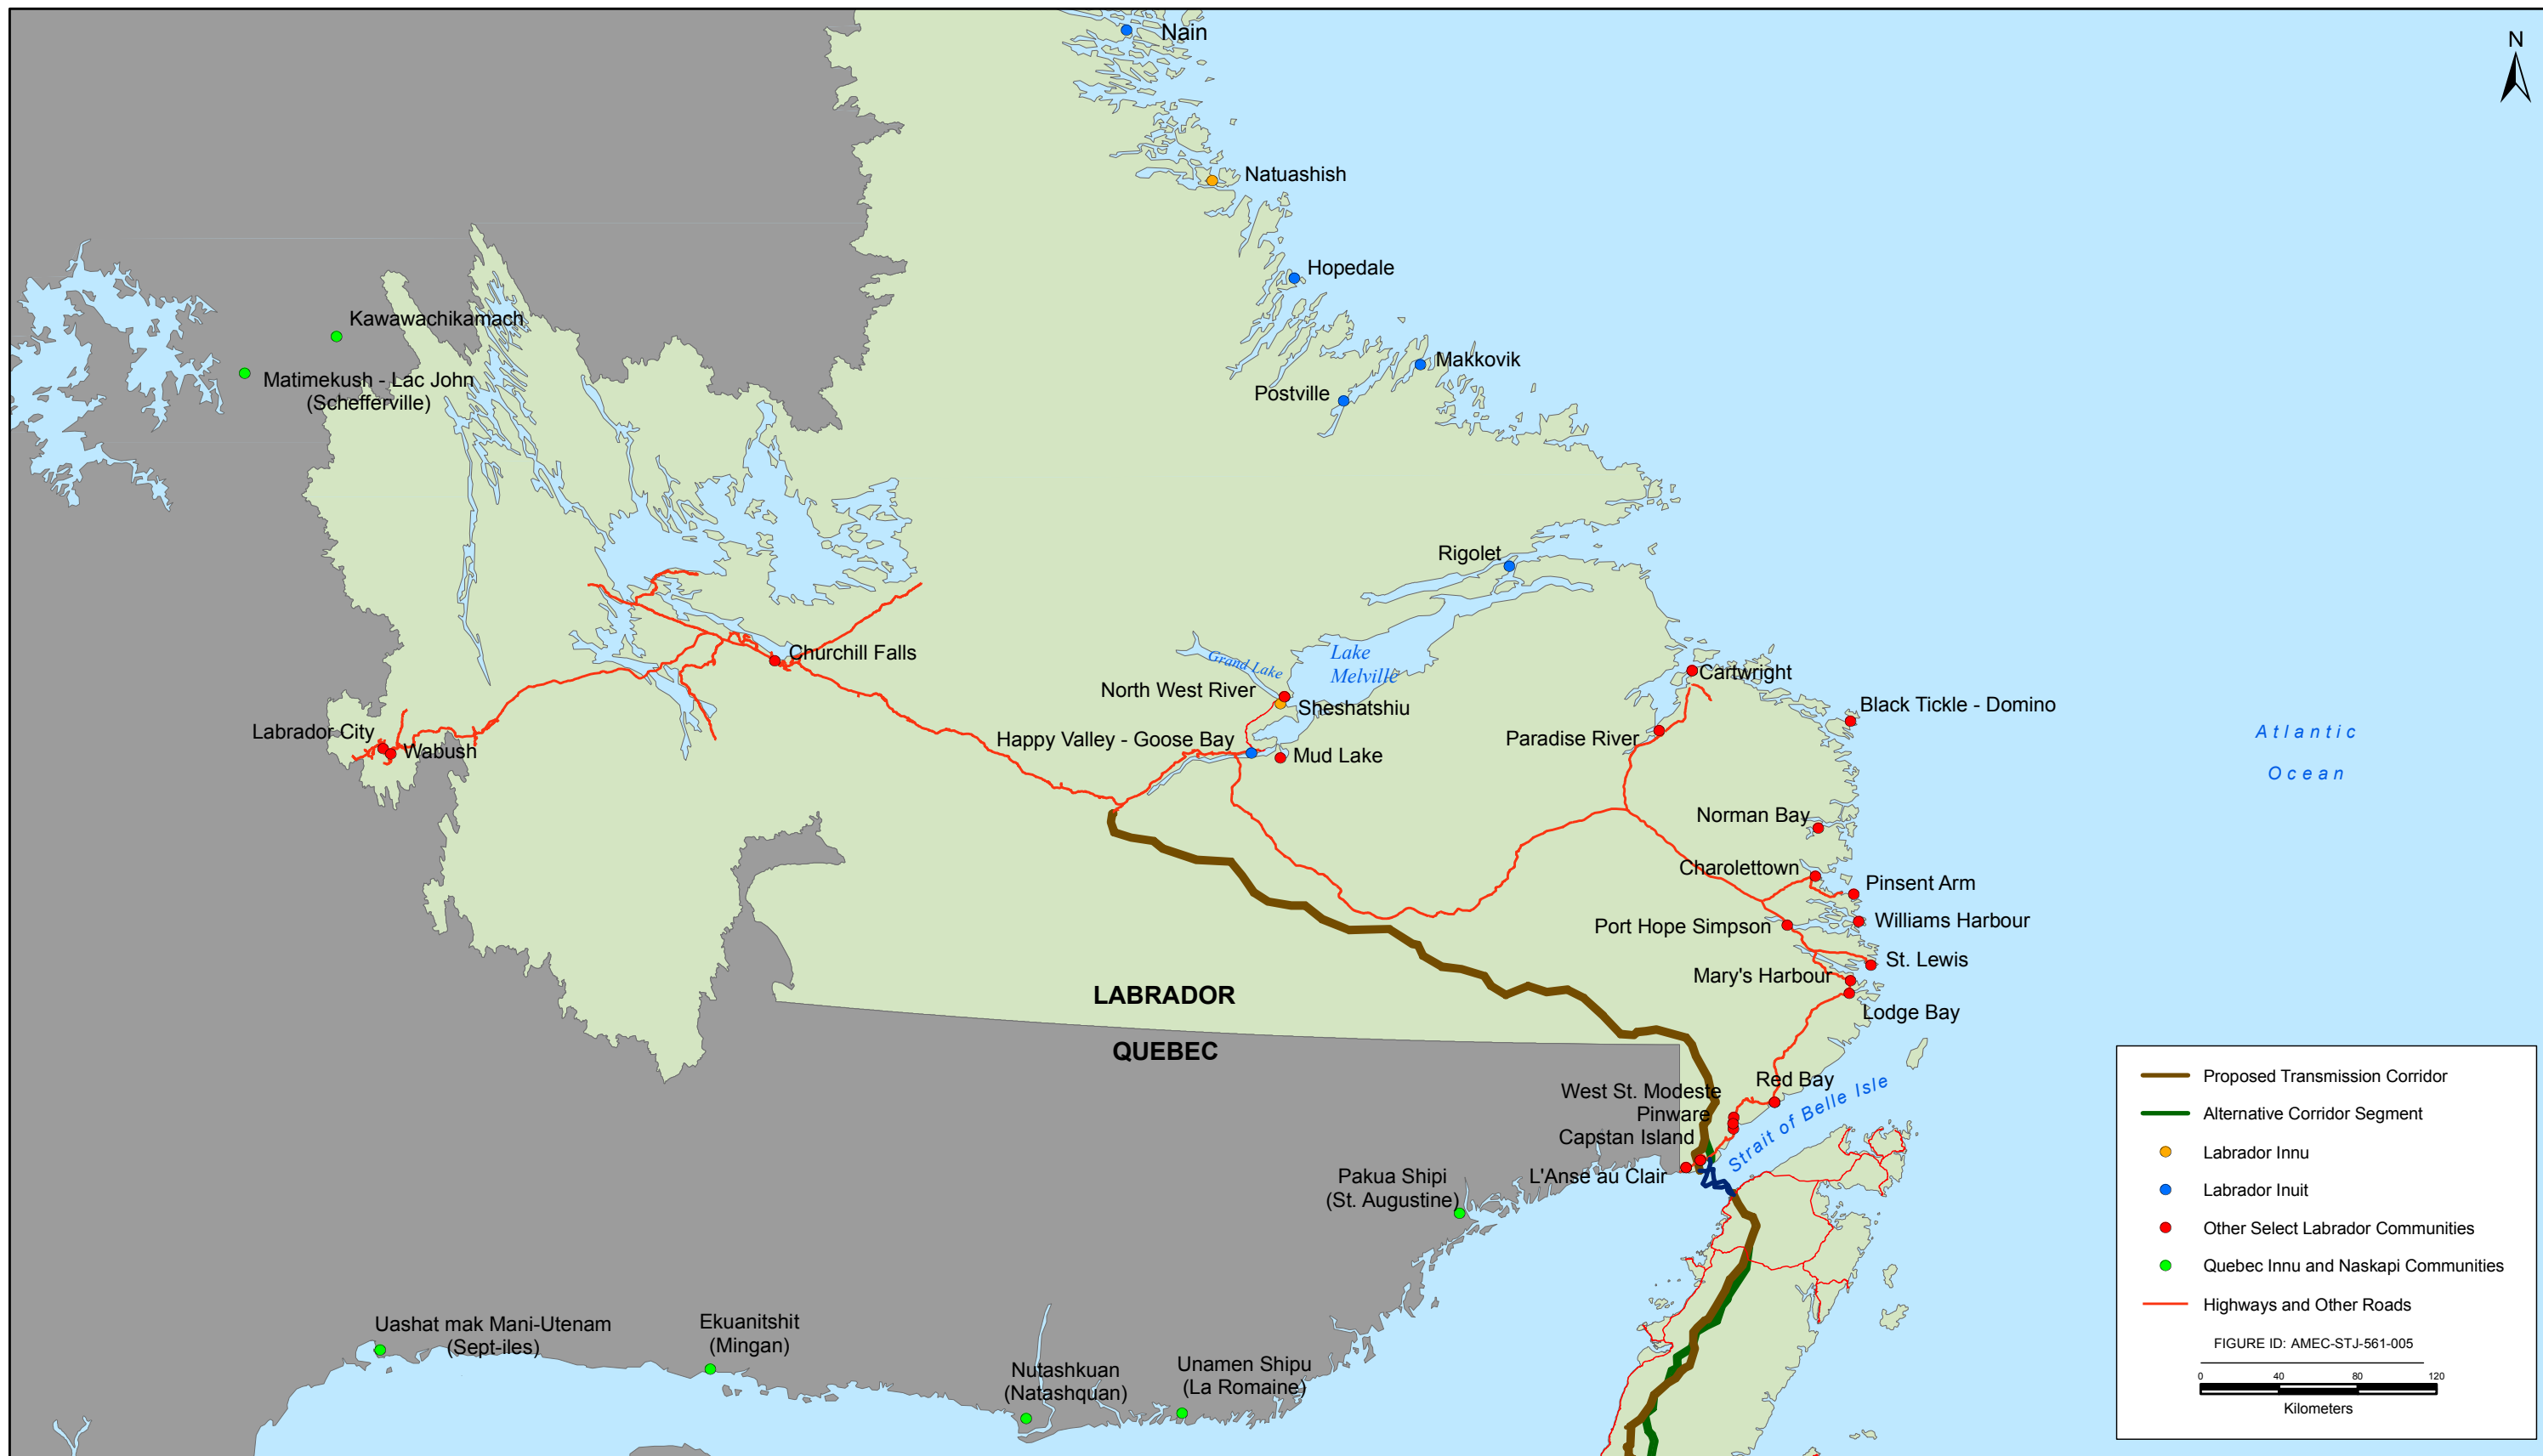 Nain
N
Natuashish
Hopedale
Kawawachikamach
Makkovik
Matimekush - Lac John
(Schefferville)
Postville
Rigolet
Churchill Falls
Grand Lake
Lake
Melville
North West River
Sheshatshiu
Cartwright
Black Tickle - Domino
Labrador City
Wabush
Happy Valley - Goose Bay
Mud Lake
Paradise River
Atlantic
Ocean
Norman Bay
Charolettown
Pinsent Arm
Port Hope Simpson
Williams Harbour
St. Lewis
Mary's Harbour
Lodge Bay
LABRADOR
QUEBEC
Red Bay
West St. Modeste
Pinware
Capstan Island
L'Anse au Clair
Strait of Belle Isle
Pakua Shipi
(St. Augustine)
Uashat mak Mani-Utenam
(Sept-iles)
Ekuanitshit
(Mingan)
Nutashkuan
(Natashquan)
Unamen Shipu
(La Romaine)
Proposed Transmission Corridor
Alternative Corridor Segment
Labrador Innu
Labrador Inuit
Other Select Labrador Communities
Quebec Innu and Naskapi Communities
Highways and Other Roads
FIGURE ID: AMEC-STJ-561-005
0 40 80 120
Kilometers